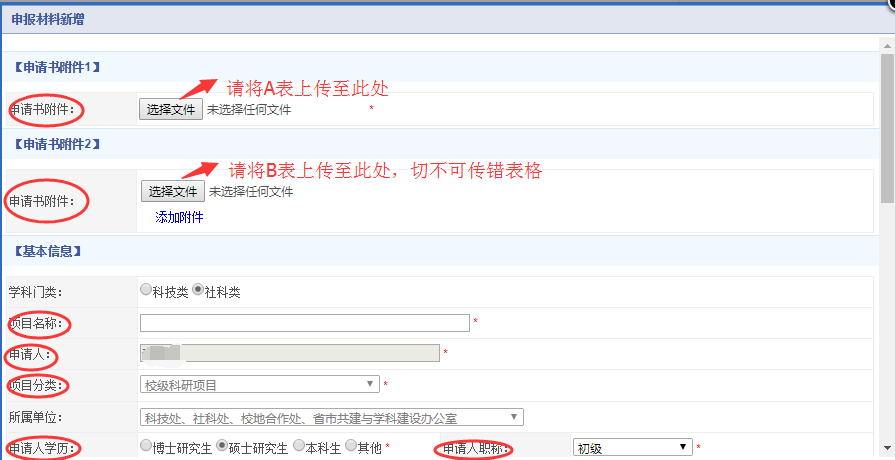 申报材料新增
【申请书附件1】
请将A表上传至此处
申请书附件： 选择文件 未选择任何文件 *
【申请书附件2】
请将B表上传至此处，切不可传错表格
申请书附件： 选择文件 未选择任何文件
添加附件
【基本信息】
学科门类： 科技类 社科类
项目名称： *
申请人： *
项目分类： 校级科研项目 *
所属单位： 科技处、社科处、校地合作处、省市共建与学科建设办公室
申请人学历： 博士研究生 硕士研究生 本科生 其他 * 申请人职称： 初级 *